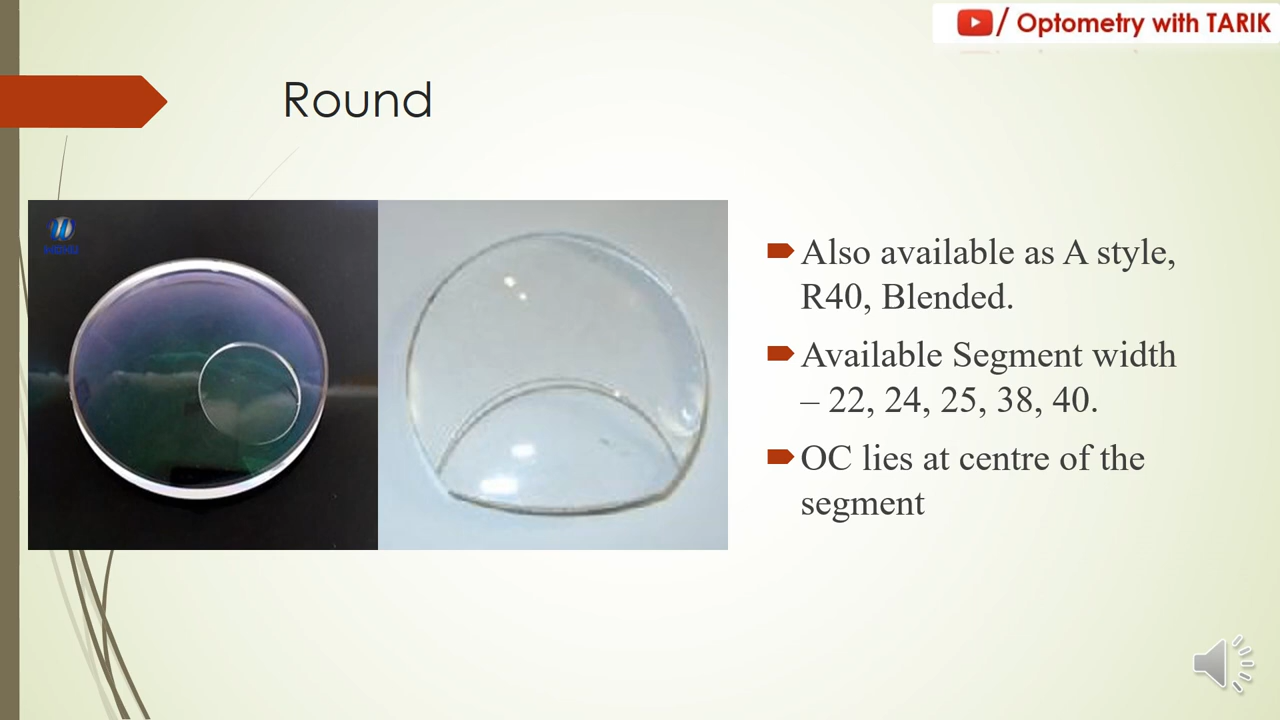 / Optometry with TARIK
Round
Also available as A style,
R40, Blended.
Available Segment width
– 22, 24, 25, 38, 40.
OC lies at centre of the
segment